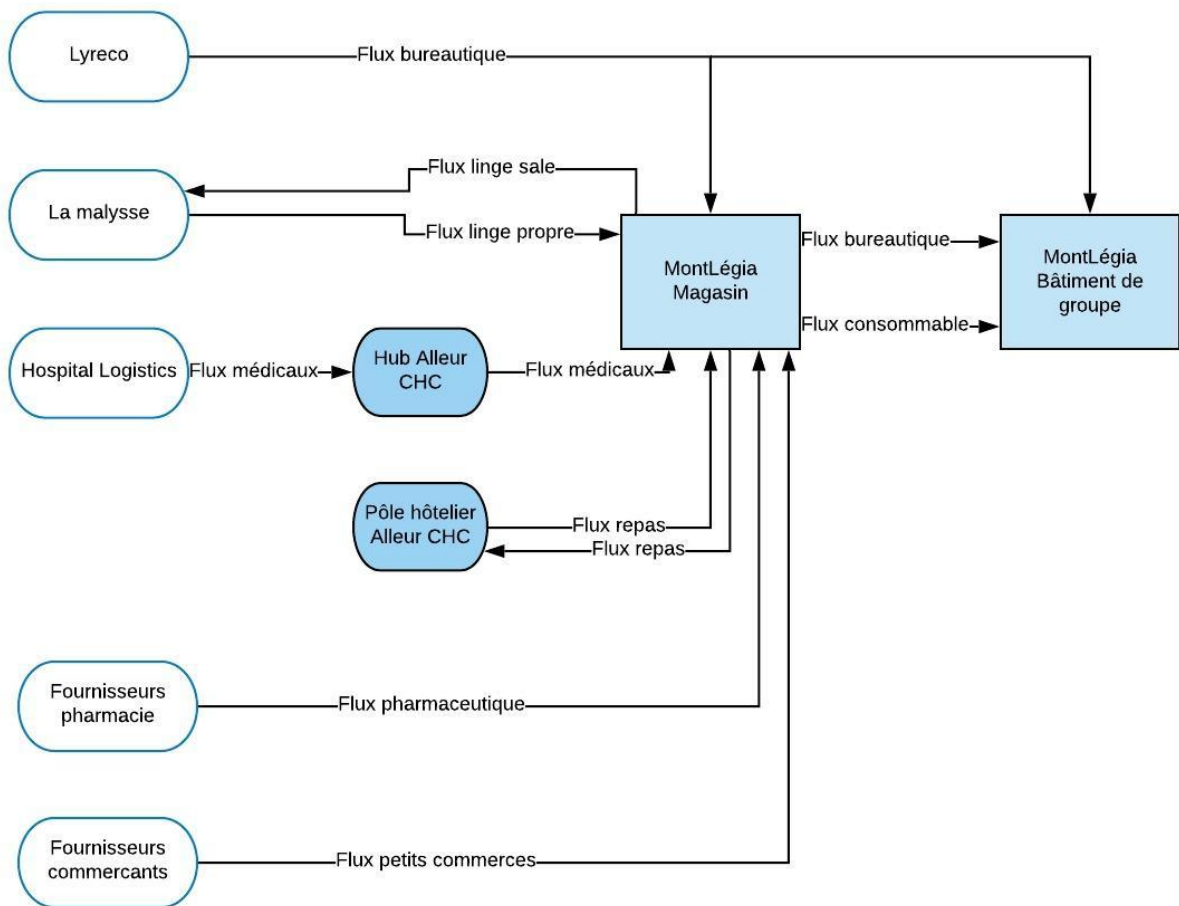 Lyreco
Flux bureautique
Flux linge sale
La malysse
Flux linge propre
MontLégia
Magasin
Flux bureautique
Flux consommable
MontLégia
Bâtiment de
groupe
Hospital Logistics
Flux médicaux
Hub Alleur
CHC
Flux médicaux
Pôle hôtelier
Alleur CHC
Flux repas
Flux repas
Fournisseurs
pharmacie
Flux pharmaceutique
Fournisseurs
commercants
Flux petits commerces